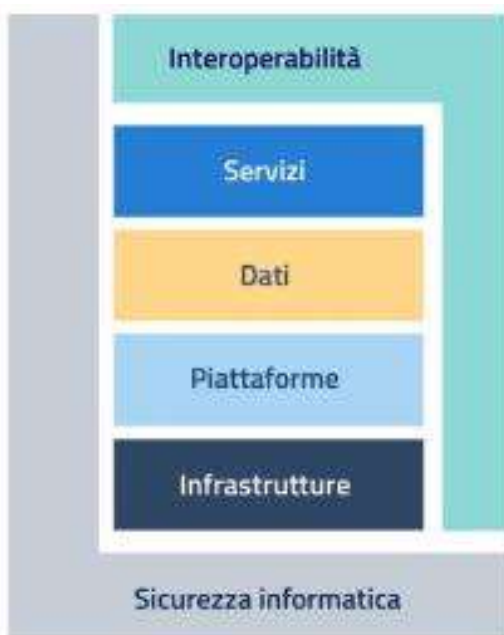 Interoperabilità
Servizi
Dati
Piattaforme
Infrastrutture
Sicurezza informatica